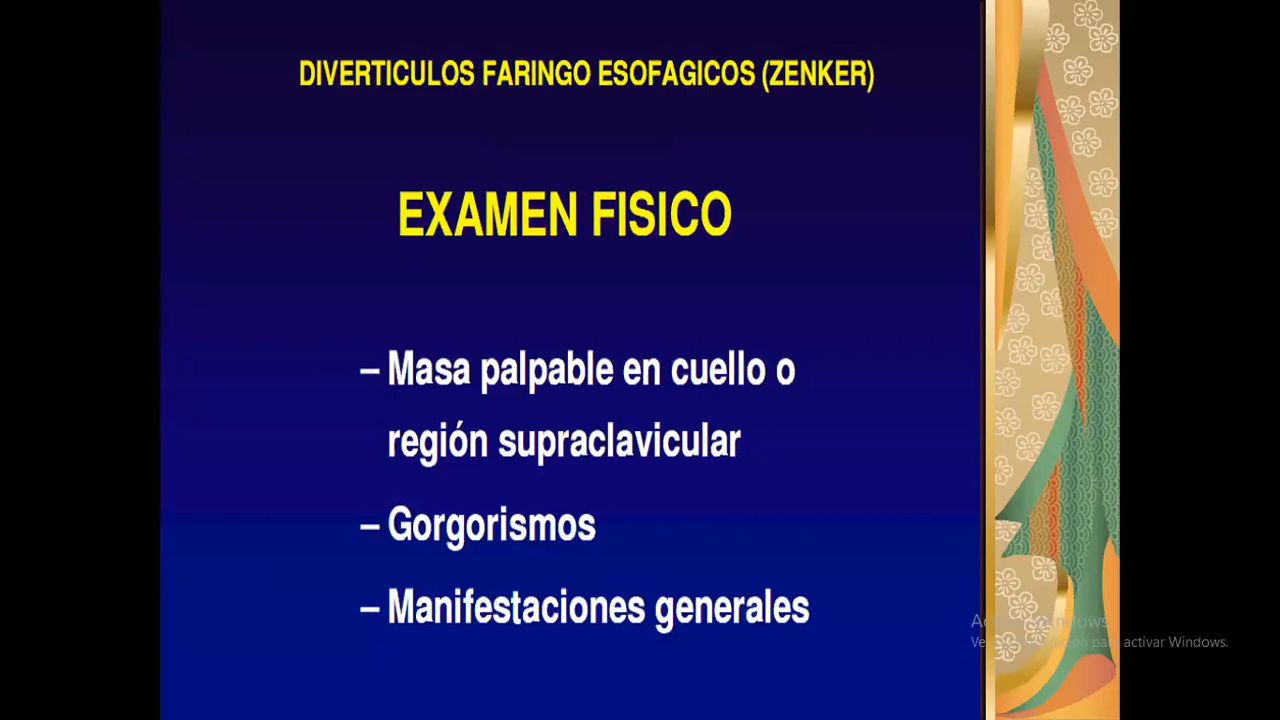 DIVERTICULOS FARINGO ESOFAGICOS (ZENKER)
EXAMEN FISICO
– Masa palpable en cuello o
región supraclavicular
– Gorgorismos
– Manifestaciones generales
activar Windows.